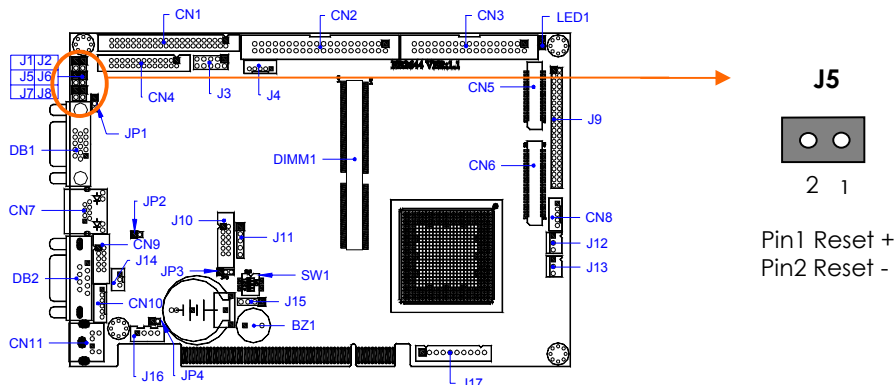 CN1
CN2
CN3
LED1
J1 J2
J5 J6
J7 J8
CN4
J3
J4
CN5
J9
J5
JP1
DB1
DIMM1
CN6
2 1
CN7
JP2
J10
CN8
CN9
J11
J12
Pin1 Reset +
Pin2 Reset -
J14
DB2
JP3
SW1
J13
CN10
J15
BZ1
CN11
J16
JP4
J17